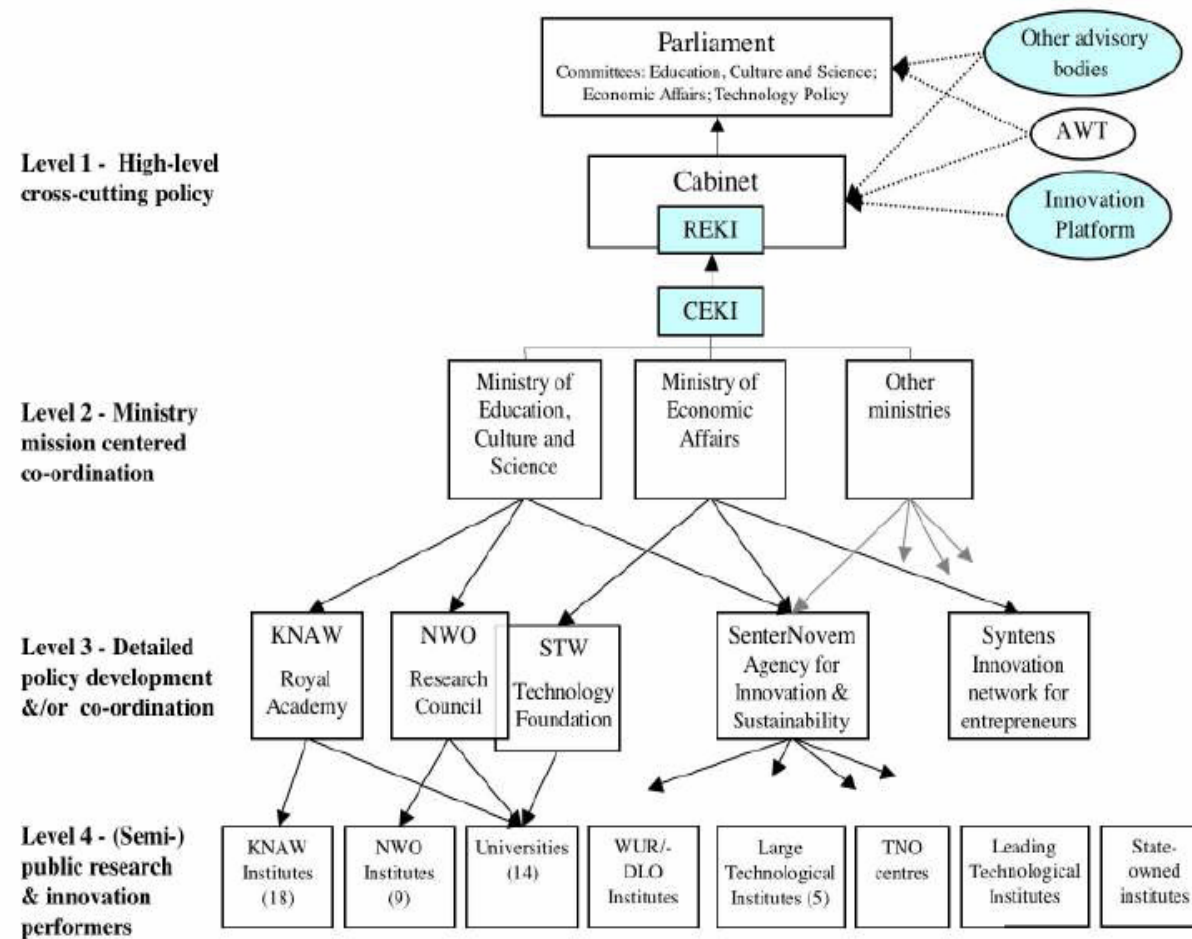 Parliament
Committees: Education, Culture and Science;
Economic Affairs; Technology Policy
Other advisory
bodies
AWT
Level 1 - High-level
cross-cutting policy
Cabinet
REKI
Innovation
Platform
CEKI
Level 2 - Ministry
mission centered
co-ordination
Ministry of
Education,
Culture and
Science
Ministry of
Economic
Affairs
Other
ministries
Level 3 - Detailed
policy development
&/or co-ordination
KNAW
Royal
Academy
NWO
Research
Council
STW
Technology
Foundation
SenterNovem
Agency for
Innovation &
Sustainability
Syntens
Innovation
network for
entrepreneurs
Level 4 - (Semi-)
public research
& innovation
performers
KNAW
Institutes
(18)
NWO
Institutes
(9)
Universities
(14)
WUR/-
DLO
Institutes
Large
Technological
Institutes (5)
TNO
centres
Leading
Technological
Institutes
State-
owned
institutes